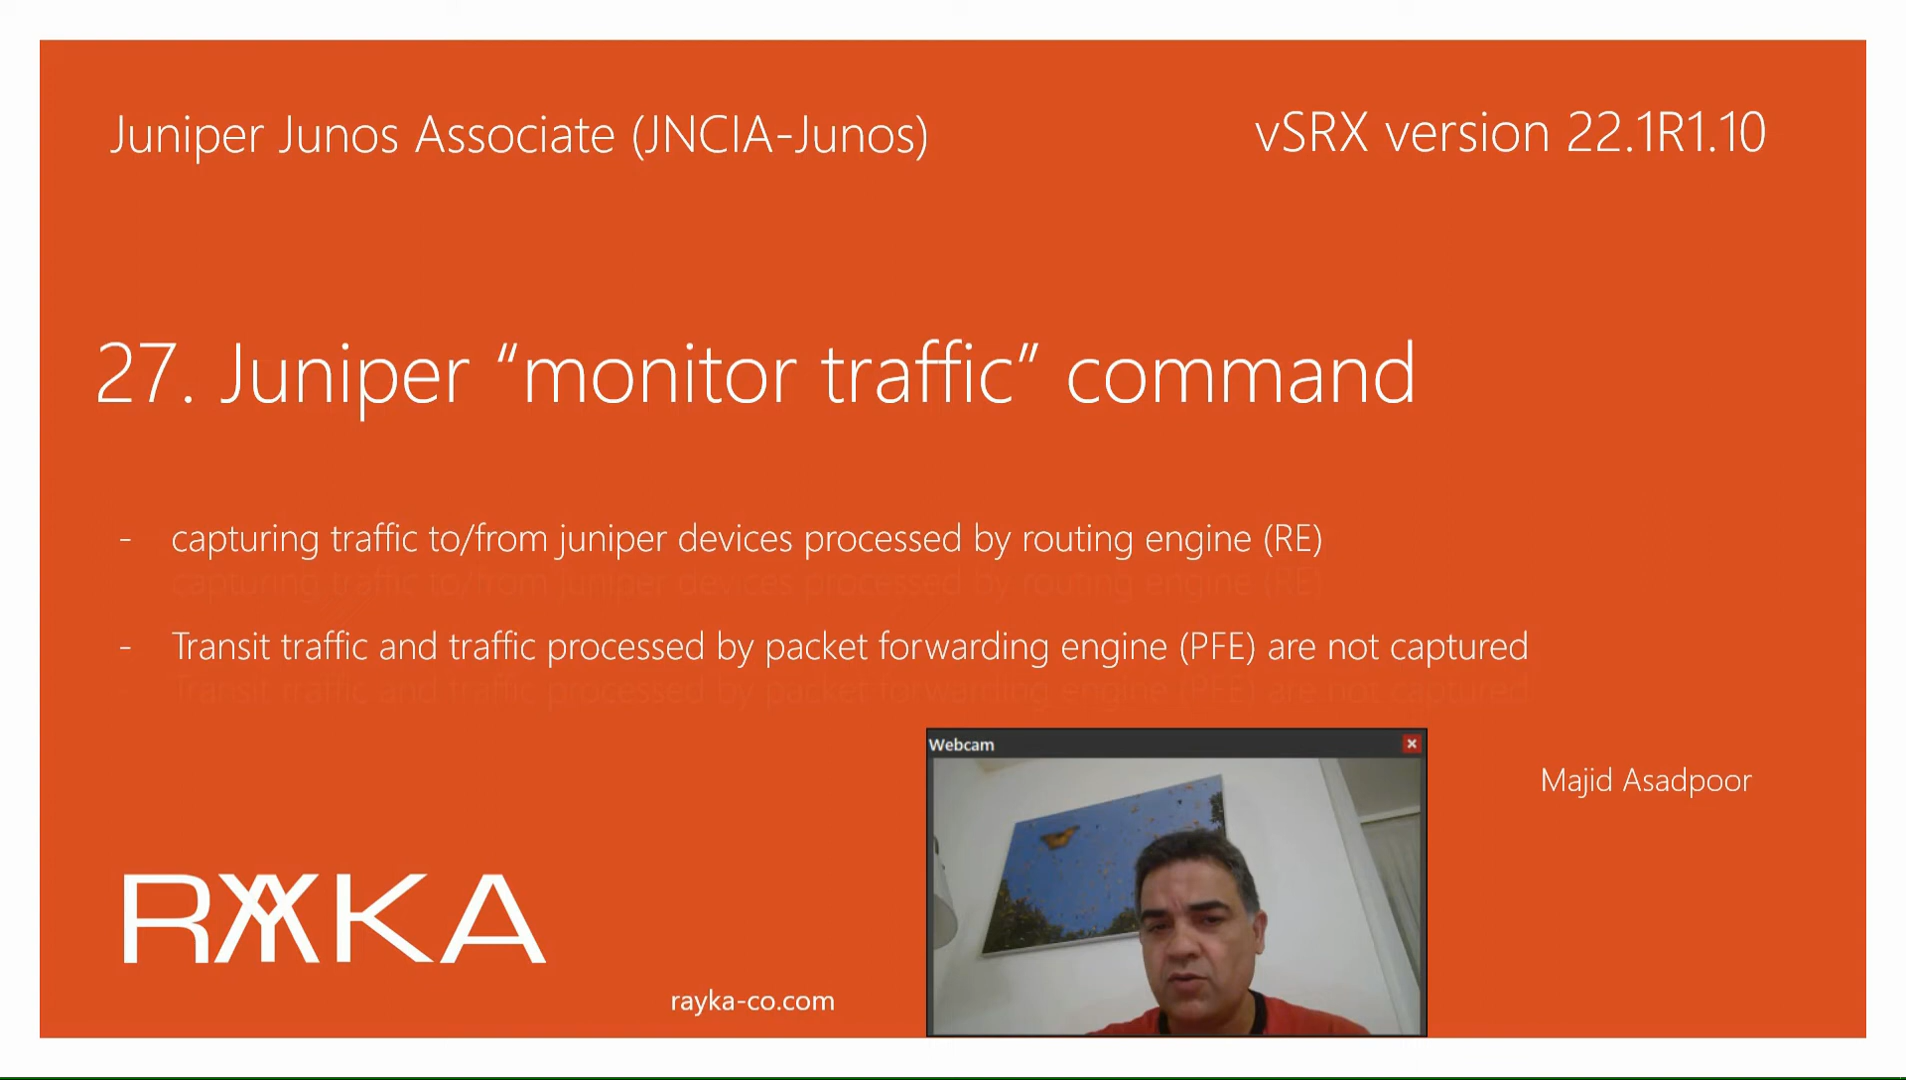 Juniper Junos Associate (JNCIA-Junos)
vSRX version 22.1R1.10
27. Juniper “monitor traffic” command
- capturing traffic to/from juniper devices processed by routing engine (RE)
- Transit traffic and traffic processed by packet forwarding engine (PFE) are not captured
Webcam
Majid Asadpoor
RAYKA
rayka-co.com